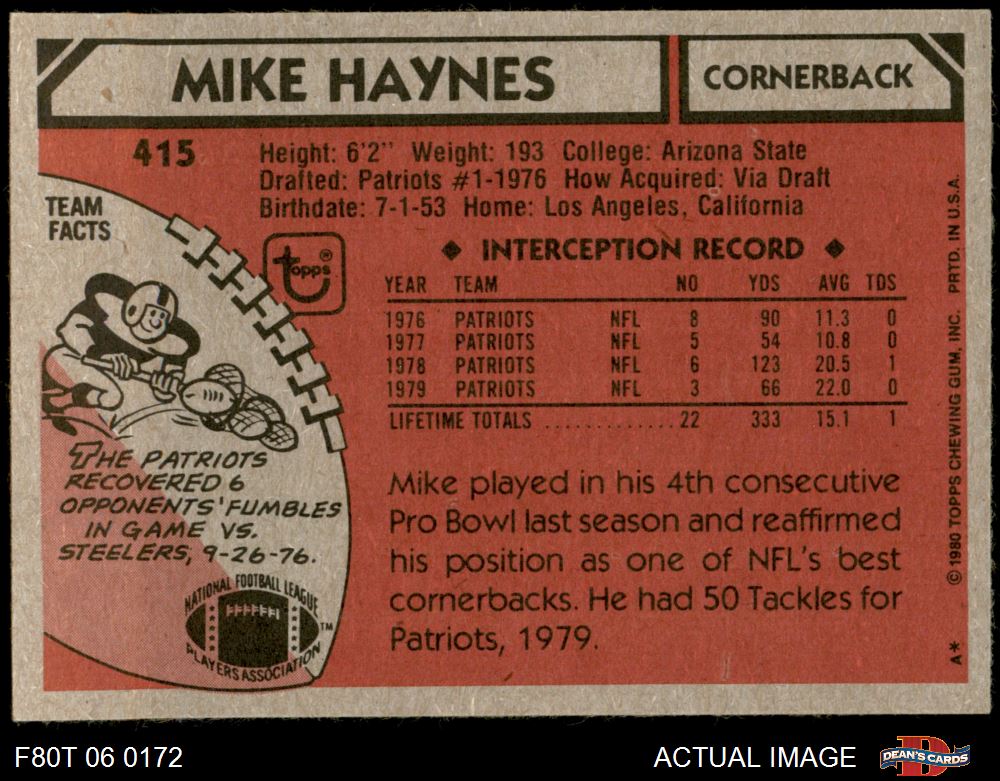 MIKE HAYNES
CORNERBACK
415
Height: 6'2" Weight: 193 College: Arizona State
Drafted: Patriots #1-1976 How Acquired: Via Draft
Birthdate: 7-1-53 Home: Los Angeles, California
TEAM
FACTS
topps®
INTERCEPTION RECORD
YEAR TEAM NO YDS AVG TDS
1976 PATRIOTS NFL 8 90 11.3 0
1977 PATRIOTS NFL 5 54 10.8 0
1978 PATRIOTS NFL 6 123 20.5 1
1979 PATRIOTS NFL 3 66 22.0 0
LIFETIME TOTALS ............. 22 333 15.1 1
THE PATRIOTS
RECOVERED 6
OPPONENTS' FUMBLES
IN GAME VS.
STEELERS, 9-26-76.
NATIONAL FOOTBALL LEAGUE
PLAYERS ASSOCIATION
TM
Mike played in his 4th consecutive
Pro Bowl last season and reaffirmed
his position as one of NFL's best
cornerbacks. He had 50 Tackles for
Patriots, 1979.
A* © 1980 TOPPS CHEWING GUM, INC. PRTD. IN U.S.A.
F80T 06 0172
ACTUAL IMAGE
D
DEAN'S CARDS